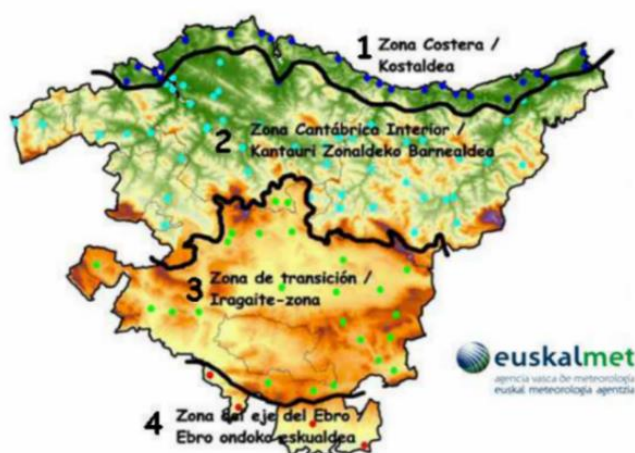 1 Zona Costera /
Kostaldea
2 Zona Cantábrica Interior /
Kantauri Zonaldeko Barnealdea
3 Zona de transición /
Iragaite-zona
euskalmet
agencia vasca de meteorología
euskal meteorologia agentzia
4 Zona del eje del Ebro /
Ebro ondoko eskualdea